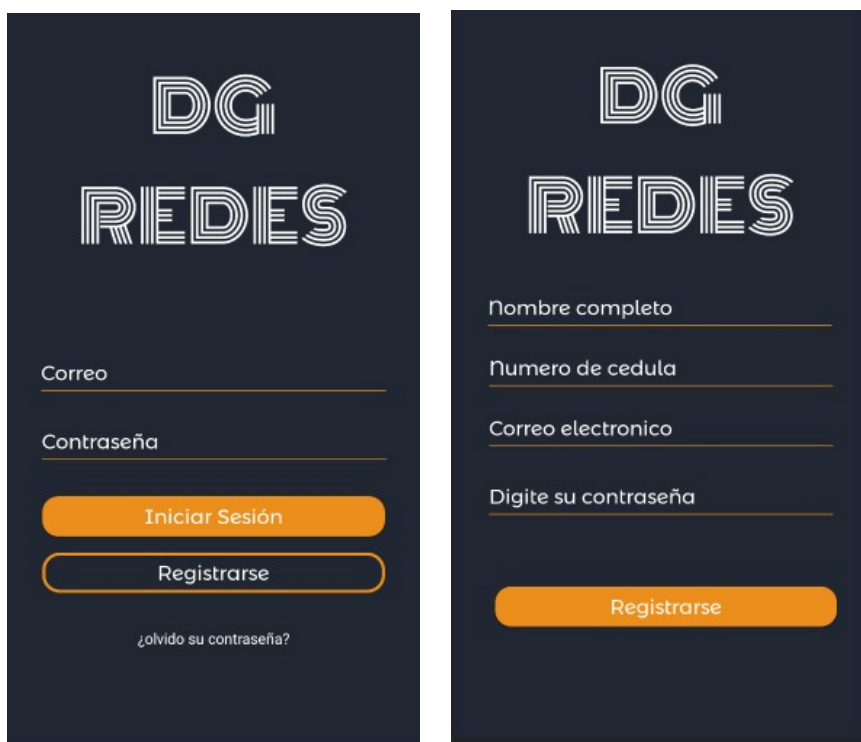 DG
REDES
Correo
Contraseña
Iniciar Sesión
Registrarse
¿olvido su contraseña?
DG
REDES
Nombre completo
Numero de cedula
Correo electronico
Digite su contraseña
Registrarse